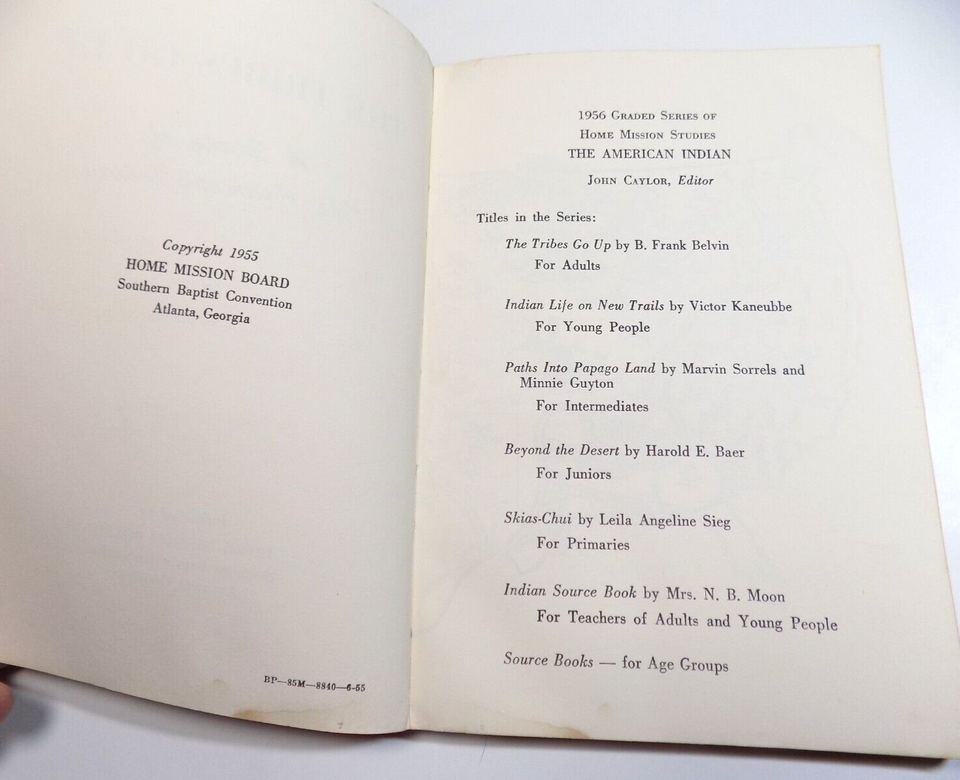 Copyright 1955
HOME MISSION BOARD
Southern Baptist Convention
Atlanta, Georgia
BP—85M—8840—6-55
1956 Graded Series of
Home Mission Studies
THE AMERICAN INDIAN
John Caylor, Editor
Titles in the Series:
The Tribes Go Up by B. Frank Belvin
For Adults
Indian Life on New Trails by Victor Kaneubbe
For Young People
Paths Into Papago Land by Marvin Sorrels and
Minnie Guyton
For Intermediates
Beyond the Desert by Harold E. Baer
For Juniors
Skias-Chui by Leila Angeline Sieg
For Primaries
Indian Source Book by Mrs. N. B. Moon
For Teachers of Adults and Young People
Source Books — for Age Groups